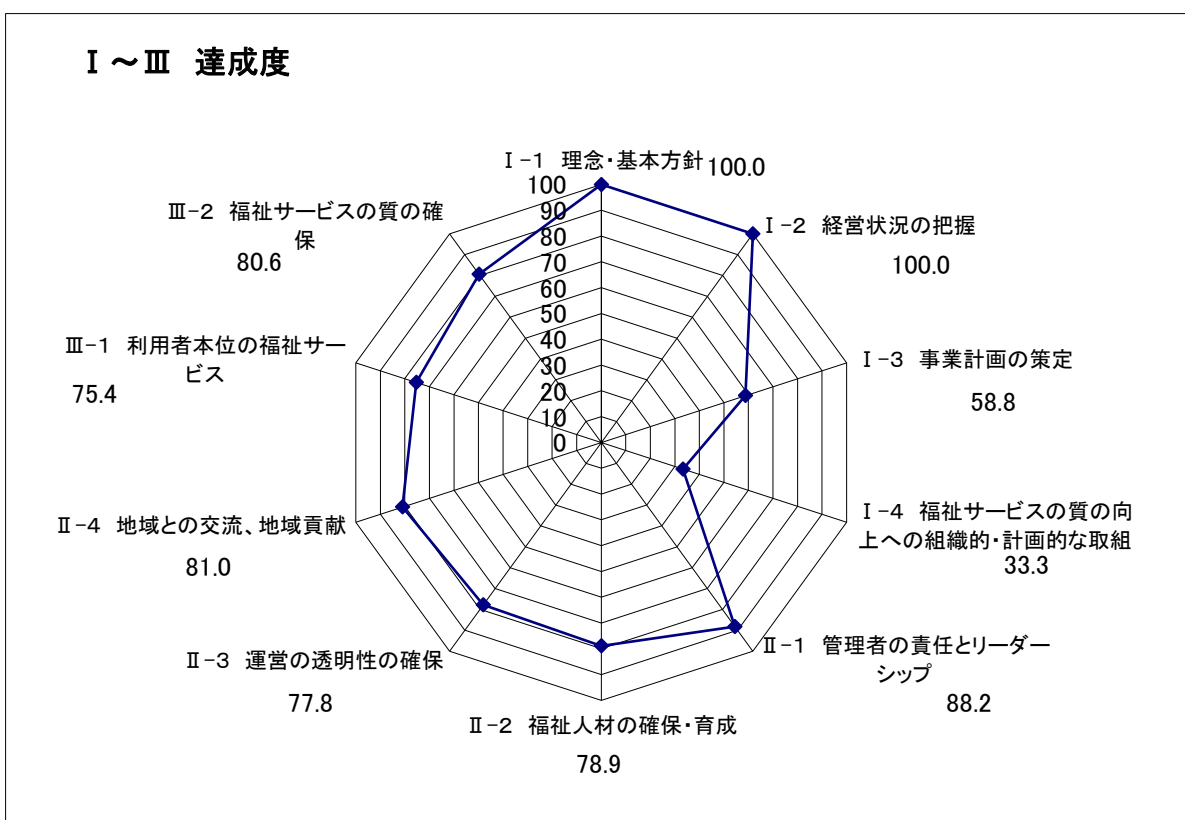 Ⅰ～Ⅲ 達成度
Ⅰ-1 理念・基本方針
100.0
Ⅰ-2 経営状況の把握
100.0
Ⅰ-3 事業計画の策定
58.8
Ⅰ-4 福祉サービスの質の向
上への組織的・計画的な取組
33.3
Ⅱ-1 管理者の責任とリーダー
シップ
88.2
Ⅱ-2 福祉人材の確保・育成
78.9
Ⅱ-3 運営の透明性の確保
77.8
Ⅱ-4 地域との交流、地域貢献
81.0
Ⅲ-1 利用者本位の福祉サー
ビス
75.4
Ⅲ-2 福祉サービスの質の確
保
80.6
100
90
80
70
60
50
40
30
20
10
0